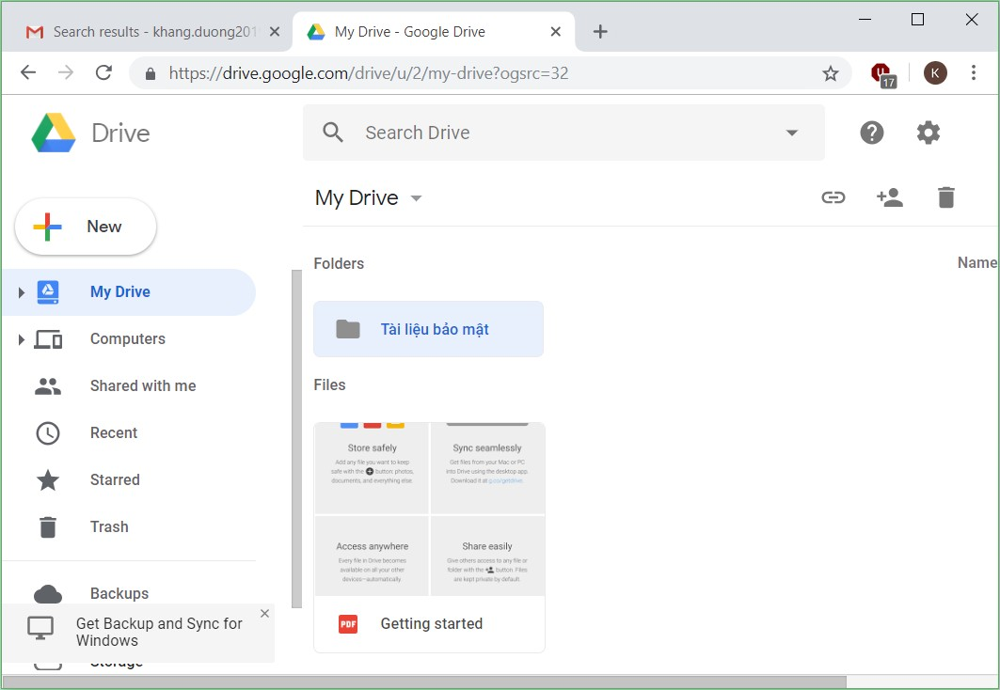 Search results - khang.duong201
My Drive - Google Drive
https://drive.google.com/drive/u/2/my-drive?ogsrc=32
17
K
Drive
Search Drive
My Drive
New
Folders
Name
My Drive
Tài liệu bảo mật
Computers
Files
Shared with me
Recent
Starred
Trash
Store safely
Add any file you want to keep
safe with the button: photos,
documents, and everything else.
Sync seamlessly
Get files from your Mac or PC
into Drive using the desktop app.
Download it at g.co/getdrive.
Access anywhere
Every file in Drive becomes
available on all your other
devices—automatically.
Share easily
Give others access to any file or
folder with the button. Files
are kept private by default.
PDF
Getting started
Backups
Get Backup and Sync for
Windows
Storage